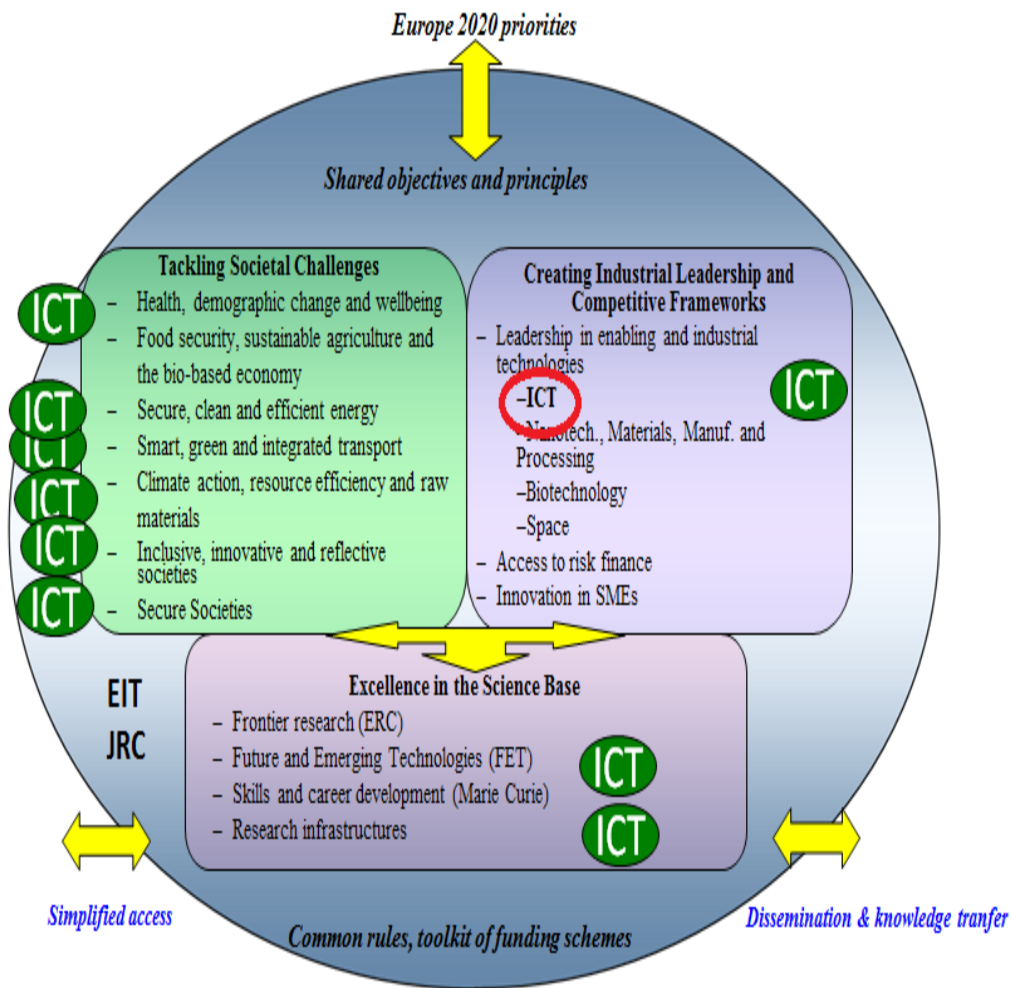 Europe 2020 priorities
Shared objectives and principles
Tackling Societal Challenges
– Health, demographic change and wellbeing
– Food security, sustainable agriculture and
the bio-based economy
– Secure, clean and efficient energy
– Smart, green and integrated transport
– Climate action, resource efficiency and raw
materials
– Inclusive, innovative and reflective
societies
– Secure Societies
ICT
ICT
ICT
ICT
ICT
ICT
Creating Industrial Leadership and
Competitive Frameworks
– Leadership in enabling and industrial
technologies
–ICT
-Nanotech., Materials, Manuf. and
Processing
–Biotechnology
–Space
– Access to risk finance
– Innovation in SMEs
ICT
Excellence in the Science Base
– Frontier research (ERC)
– Future and Emerging Technologies (FET)
– Skills and career development (Marie Curie)
– Research infrastructures
ICT
ICT
EIT
JRC
Simplified access
Dissemination & knowledge tranfer
Common rules, toolkit of funding schemes